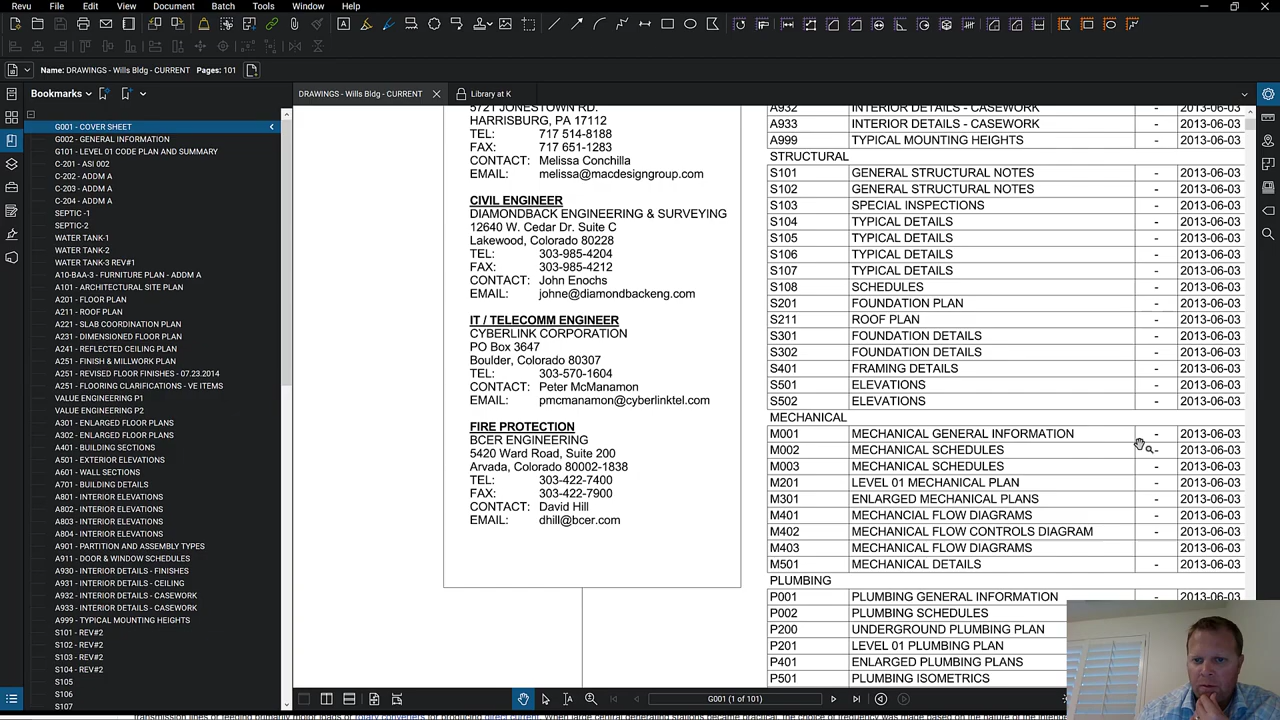 Revu File Edit View Document Batch Tools Window Help
Name: DRAWINGS - Wills Bldg - CURRENT Pages: 101
Bookmarks
DRAWINGS - Wills Bldg - CURRENT
Library at K
G001 - COVER SHEET
G002 - GENERAL INFORMATION
G101 - LEVEL 01 CODE PLAN AND SUMMARY
C-201 - ASI 002
C-202 - ADDM A
C-203 - ADDM A
C-204 - ADDM A
SEPTIC -1
SEPTIC-2
WATER TANK-1
WATER TANK-2
WATER TANK-3 REV#1
A10-BAA-3 - FURNITURE PLAN - ADDM A
A101 - ARCHITECTURAL SITE PLAN
A201 - FLOOR PLAN
A211 - ROOF PLAN
A221 - SLAB COORDINATION PLAN
A231 - DIMENSIONED FLOOR PLAN
A241 - REFLECTED CEILING PLAN
A251 - FINISH & MILLWORK PLAN
A251 - REVISED FLOOR FINISHES - 07.23.2014
A251 - FLOORING CLARIFICATIONS - VE ITEMS
VALUE ENGINEERING P1
VALUE ENGINEERING P2
A301 - ENLARGED FLOOR PLANS
A302 - ENLARGED FLOOR PLANS
A401 - BUILDING SECTIONS
A501 - EXTERIOR ELEVATIONS
A601 - WALL SECTIONS
A701 - BUILDING DETAILS
A801 - INTERIOR ELEVATIONS
A802 - INTERIOR ELEVATIONS
A803 - INTERIOR ELEVATIONS
A804 - INTERIOR ELEVATIONS
A901 - PARTITION AND ASSEMBLY TYPES
A911 - DOOR & WINDOW SCHEDULES
A930 - INTERIOR DETAILS - FINISHES
A931 - INTERIOR DETAILS - CEILING
A932 - INTERIOR DETAILS - CASEWORK
A933 - INTERIOR DETAILS - CASEWORK
A999 - TYPICAL MOUNTING HEIGHTS
S101 - REV#2
S102 - REV#2
S103 - REV#2
S104 - REV#2
S105
S106
S107
5721 JONESTOWN RD.
HARRISBURG, PA 17112
TEL: 717 514-8188
FAX: 717 651-1283
CONTACT: Melissa Conchilla
EMAIL: melissa@macdesigngroup.com
CIVIL ENGINEER
DIAMONDBACK ENGINEERING & SURVEYING
12640 W. Cedar Dr. Suite C
Lakewood, Colorado 80228
TEL: 303-985-4204
FAX: 303-985-4212
CONTACT: John Enochs
EMAIL: johne@diamondbackeng.com
IT / TELECOMM ENGINEER
CYBERLINK CORPORATION
PO Box 3647
Boulder, Colorado 80307
TEL: 303-570-1604
CONTACT: Peter McManamon
EMAIL: pmcmanamon@cyberlinktel.com
FIRE PROTECTION
BCER ENGINEERING
5420 Ward Road, Suite 200
Arvada, Colorado 80002-1838
TEL: 303-422-7400
FAX: 303-422-7900
CONTACT: David Hill
EMAIL: dhill@bcer.com
A932 INTERIOR DETAILS - CASEWORK - 2013-06-03
A933 INTERIOR DETAILS - CASEWORK - 2013-06-03
A999 TYPICAL MOUNTING HEIGHTS - 2013-06-03
STRUCTURAL
S101 GENERAL STRUCTURAL NOTES - 2013-06-03
S102 GENERAL STRUCTURAL NOTES - 2013-06-03
S103 SPECIAL INSPECTIONS - 2013-06-03
S104 TYPICAL DETAILS - 2013-06-03
S105 TYPICAL DETAILS - 2013-06-03
S106 TYPICAL DETAILS - 2013-06-03
S107 TYPICAL DETAILS - 2013-06-03
S108 SCHEDULES - 2013-06-03
S201 FOUNDATION PLAN - 2013-06-03
S211 ROOF PLAN - 2013-06-03
S301 FOUNDATION DETAILS - 2013-06-03
S302 FOUNDATION DETAILS - 2013-06-03
S401 FRAMING DETAILS - 2013-06-03
S501 ELEVATIONS - 2013-06-03
S502 ELEVATIONS - 2013-06-03
MECHANICAL
M001 MECHANICAL GENERAL INFORMATION - 2013-06-03
M002 MECHANICAL SCHEDULES - 2013-06-03
M003 MECHANICAL SCHEDULES - 2013-06-03
M201 LEVEL 01 MECHANICAL PLAN - 2013-06-03
M301 ENLARGED MECHANICAL PLANS - 2013-06-03
M401 MECHANICAL FLOW DIAGRAMS - 2013-06-03
M402 MECHANCIAL FLOW CONTROLS DIAGRAM - 2013-06-03
M403 MECHANICAL FLOW DIAGRAMS - 2013-06-03
M501 MECHANICAL DETAILS - 2013-06-03
PLUMBING
P001 PLUMBING GENERAL INFORMATION - 2013-06-03
P002 PLUMBING SCHEDULES
P200 UNDERGROUND PLUMBING PLAN
P201 LEVEL 01 PLUMBING PLAN
P401 ENLARGED PLUMBING PLANS
P501 PLUMBING ISOMETRICS
G001 (1 of 101)